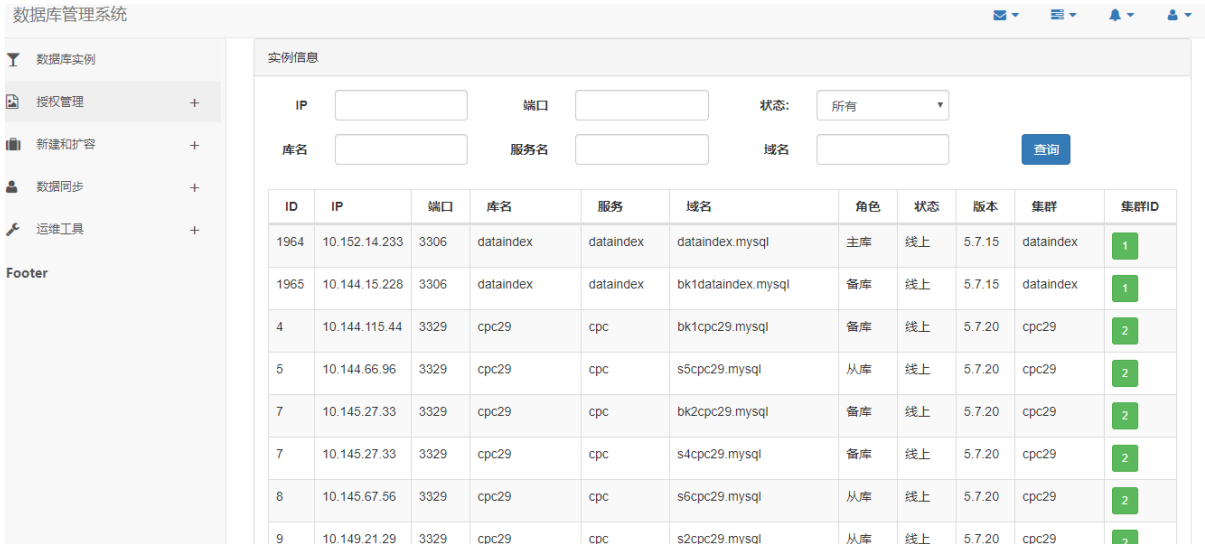 数据库管理系统
数据库实例
授权管理 +
新建和扩容 +
数据同步 +
运维工具 +
Footer
实例信息
IP 端口 状态: 所有
库名 服务名 域名 查询
ID IP 端口 库名 服务 域名 角色 状态 版本 集群 集群ID
1964 10.152.14.233 3306 dataindex dataindex dataindex.mysql 主库 线上 5.7.15 dataindex 1
1965 10.144.15.228 3306 dataindex dataindex bk1dataindex.mysql 备库 线上 5.7.15 dataindex 1
4 10.144.115.44 3329 cpc29 cpc bk1cpc29.mysql 备库 线上 5.7.20 cpc29 2
5 10.144.66.96 3329 cpc29 cpc s5cpc29.mysql 从库 线上 5.7.20 cpc29 2
7 10.145.27.33 3329 cpc29 cpc bk2cpc29.mysql 备库 线上 5.7.20 cpc29 2
7 10.145.27.33 3329 cpc29 cpc s4cpc29.mysql 备库 线上 5.7.20 cpc29 2
8 10.145.67.56 3329 cpc29 cpc s6cpc29.mysql 从库 线上 5.7.20 cpc29 2
9 10.149.21.29 3329 cpc29 cpc s2cpc29.mysql 从库 线上 5.7.20 cpc29 2